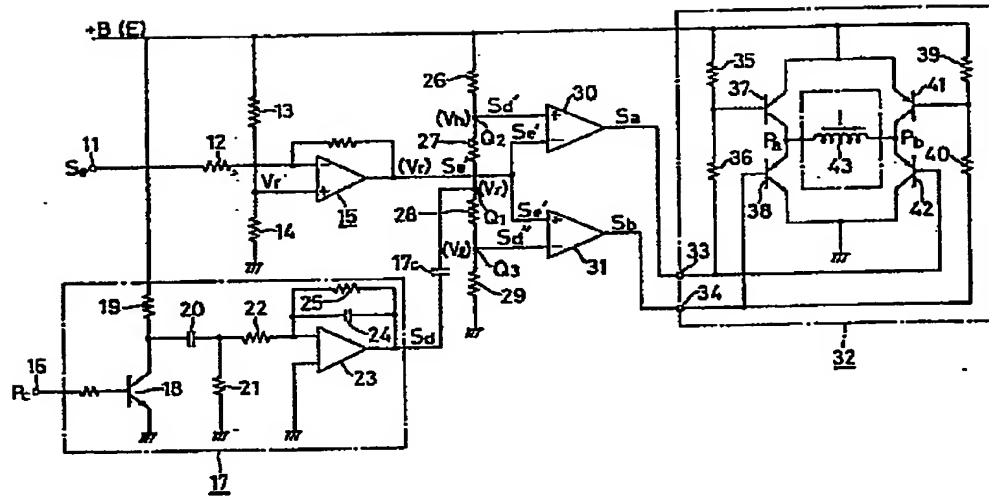 +B (E)
35
39
26
37
41
30
13
(Vh)
Sd'
Sa
Q2
I
11
12
27
Se'
Pa
Pb
Se
(Vr)
36
43
40
Vr
Se'
(Vr)
15
28
Q1
Se'
38
42
14
Sd"
Sb
(Vl)
33
17c
Q3
31
25
29
34
19
20
22
24
Sd
32
16
23
Pc
18
21
17